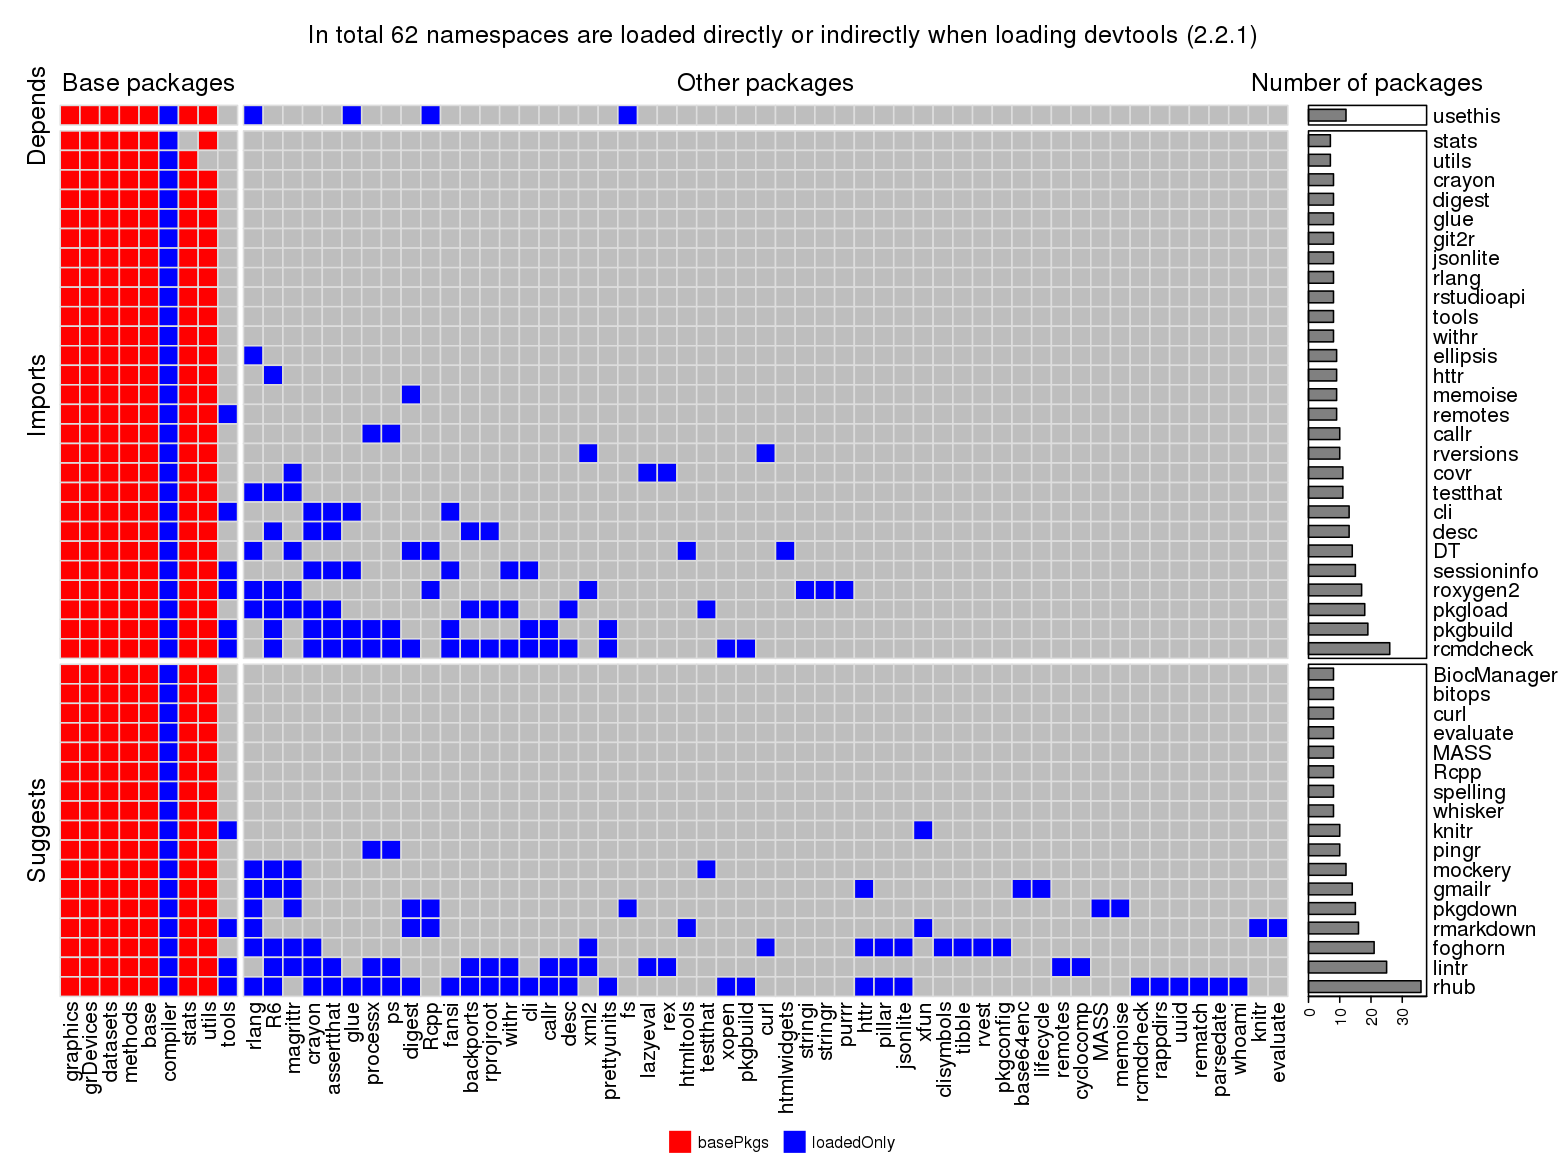 In total 62 namespaces are loaded directly or indirectly when loading devtools (2.2.1)
Base packages
Other packages
Number of packages
Depends
usethis
Imports
stats
utils
crayon
digest
glue
git2r
jsonlite
rlang
rstudioapi
tools
withr
ellipsis
httr
memoise
remotes
callr
rversions
covr
testthat
cli
desc
DT
sessioninfo
roxygen2
pkgload
pkgbuild
rcmdcheck
Suggests
BiocManager
bitops
curl
evaluate
MASS
Rcpp
spelling
whisker
knitr
pingr
mockery
gmailr
pkgdown
rmarkdown
foghorn
lintr
rhub
graphics
grDevices
datasets
methods
base
compiler
stats
utils
tools
rlang
R6
magrittr
crayon
assertthat
glue
processx
ps
digest
Rcpp
fansi
backports
rprojroot
withr
cli
callr
desc
xml2
prettyunits
fs
lazyeval
rex
htmltools
testthat
xopen
pkgbuild
curl
htmlwidgets
stringi
stringr
purrr
httr
pillar
jsonlite
xfun
clisymbols
tibble
rvest
pkgconfig
base64enc
lifecycle
remotes
cyclocomp
MASS
memoise
rcmdcheck
rappdirs
uuid
rematch
parsedate
whoami
knitr
evaluate
0
10
20
30
basePkgs
loadedOnly